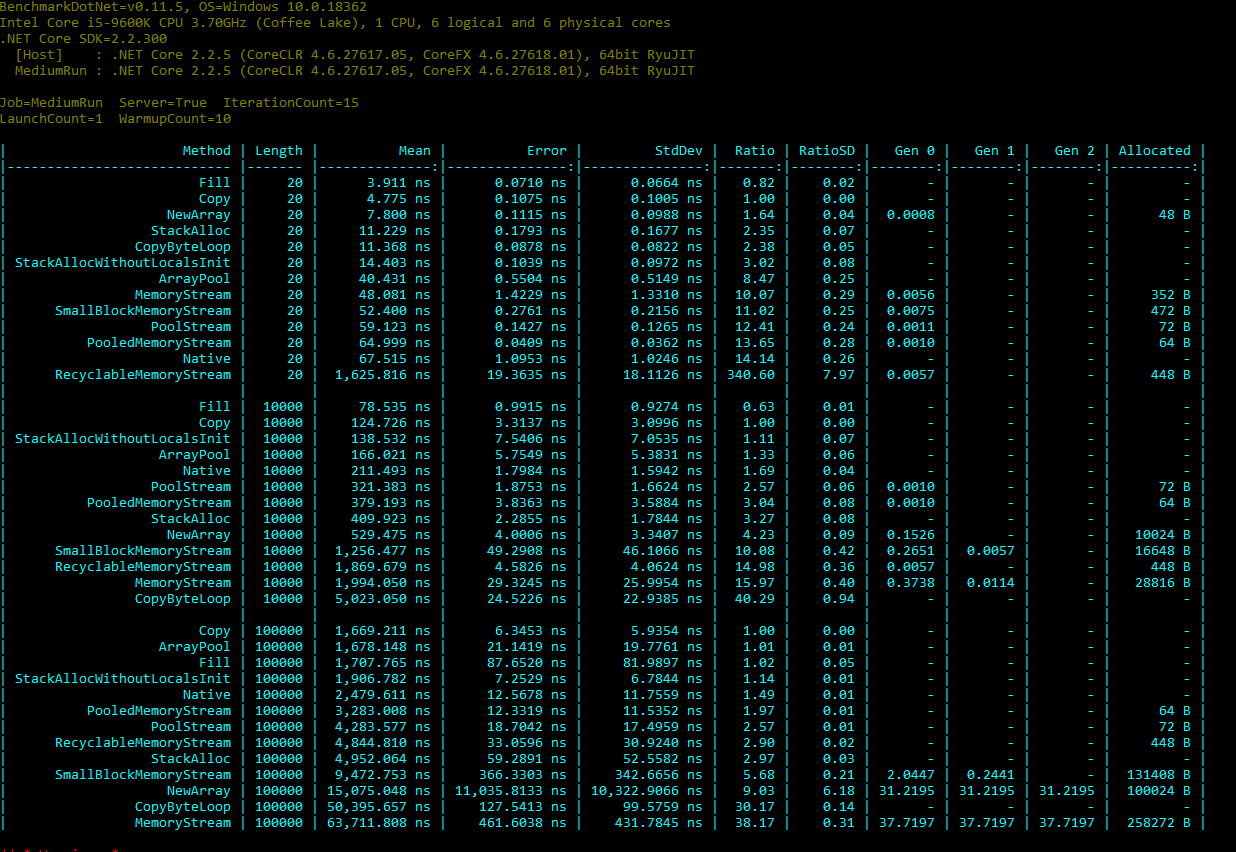 BenchmarkDotNet=v0.11.5, OS=Windows 10.0.18362
Intel Core i5-9600K CPU 3.70GHz (Coffee Lake), 1 CPU, 6 logical and 6 physical cores
.NET Core SDK=2.2.300
[Host] : .NET Core 2.2.5 (CoreCLR 4.6.27617.05, CoreFX 4.6.27618.01), 64bit RyuJIT
MediumRun : .NET Core 2.2.5 (CoreCLR 4.6.27617.05, CoreFX 4.6.27618.01), 64bit RyuJIT
Job=MediumRun Server=True IterationCount=15
LaunchCount=1 WarmupCount=10
| Method | Length | Mean | Error | StdDev | Ratio | RatioSD | Gen 0 | Gen 1 | Gen 2 | Allocated |
| Fill | 20 | 3.911 ns | 0.0710 ns | 0.0664 ns | 0.82 | 0.02 | - | - | - | - |
| Copy | 20 | 4.775 ns | 0.1075 ns | 0.1005 ns | 1.00 | 0.00 | - | - | - | - |
| NewArray | 20 | 7.800 ns | 0.1115 ns | 0.0988 ns | 1.64 | 0.04 | 0.0008 | - | - | 48 B |
| StackAlloc | 20 | 11.229 ns | 0.1793 ns | 0.1677 ns | 2.35 | 0.07 | - | - | - | - |
| CopyByteLoop | 20 | 11.368 ns | 0.0878 ns | 0.0822 ns | 2.38 | 0.05 | - | - | - | - |
| StackAllocWithoutLocalsInit | 20 | 14.403 ns | 0.1039 ns | 0.0972 ns | 3.02 | 0.08 | - | - | - | - |
| ArrayPool | 20 | 40.431 ns | 0.5504 ns | 0.5149 ns | 8.47 | 0.25 | - | - | - | - |
| MemoryStream | 20 | 48.081 ns | 1.4229 ns | 1.3310 ns | 10.07 | 0.29 | 0.0056 | - | - | 352 B |
| SmallBlockMemoryStream | 20 | 52.400 ns | 0.2761 ns | 0.2156 ns | 11.02 | 0.25 | 0.0075 | - | - | 472 B |
| PoolStream | 20 | 59.123 ns | 0.1427 ns | 0.1265 ns | 12.41 | 0.24 | 0.0011 | - | - | 72 B |
| PooledMemoryStream | 20 | 64.999 ns | 0.0409 ns | 0.0362 ns | 13.65 | 0.28 | 0.0010 | - | - | 64 B |
| Native | 20 | 67.515 ns | 1.0953 ns | 1.0246 ns | 14.14 | 0.26 | - | - | - | - |
| RecyclableMemoryStream | 20 | 1,625.816 ns | 19.3635 ns | 18.1126 ns | 340.60 | 7.97 | 0.0057 | - | - | 448 B |
| Fill | 10000 | 78.535 ns | 0.9915 ns | 0.9274 ns | 0.63 | 0.01 | - | - | - | - |
| Copy | 10000 | 124.726 ns | 3.3137 ns | 3.0996 ns | 1.00 | 0.00 | - | - | - | - |
| StackAllocWithoutLocalsInit | 10000 | 138.532 ns | 7.5406 ns | 7.0535 ns | 1.11 | 0.07 | - | - | - | - |
| ArrayPool | 10000 | 166.021 ns | 5.7549 ns | 5.3831 ns | 1.33 | 0.06 | - | - | - | - |
| Native | 10000 | 211.493 ns | 1.7984 ns | 1.5942 ns | 1.69 | 0.04 | - | - | - | - |
| PoolStream | 10000 | 321.383 ns | 1.8753 ns | 1.6624 ns | 2.57 | 0.06 | 0.0010 | - | - | 72 B |
| PooledMemoryStream | 10000 | 379.193 ns | 3.8363 ns | 3.5884 ns | 3.04 | 0.08 | 0.0010 | - | - | 64 B |
| StackAlloc | 10000 | 409.923 ns | 2.2855 ns | 1.7844 ns | 3.27 | 0.08 | - | - | - | - |
| NewArray | 10000 | 529.475 ns | 4.0006 ns | 3.3407 ns | 4.23 | 0.09 | 0.1526 | - | - | 10024 B |
| SmallBlockMemoryStream | 10000 | 1,256.477 ns | 49.2908 ns | 46.1066 ns | 10.08 | 0.42 | 0.2651 | 0.0057 | - | 16648 B |
| RecyclableMemoryStream | 10000 | 1,869.679 ns | 4.5826 ns | 4.0624 ns | 14.98 | 0.36 | 0.0057 | - | - | 448 B |
| MemoryStream | 10000 | 1,994.050 ns | 29.3245 ns | 25.9954 ns | 15.97 | 0.40 | 0.3738 | 0.0114 | - | 28816 B |
| CopyByteLoop | 10000 | 5,023.050 ns | 24.5226 ns | 22.9385 ns | 40.29 | 0.94 | - | - | - | - |
| Copy | 100000 | 1,669.211 ns | 6.3453 ns | 5.9354 ns | 1.00 | 0.00 | - | - | - | - |
| ArrayPool | 100000 | 1,678.148 ns | 21.1419 ns | 19.7761 ns | 1.01 | 0.01 | - | - | - | - |
| Fill | 100000 | 1,707.765 ns | 87.6520 ns | 81.9897 ns | 1.02 | 0.05 | - | - | - | - |
| StackAllocWithoutLocalsInit | 100000 | 1,906.782 ns | 7.2529 ns | 6.7844 ns | 1.14 | 0.01 | - | - | - | - |
| Native | 100000 | 2,479.611 ns | 12.5678 ns | 11.7559 ns | 1.49 | 0.01 | - | - | - | - |
| PooledMemoryStream | 100000 | 3,283.008 ns | 12.3319 ns | 11.5352 ns | 1.97 | 0.01 | - | - | - | 64 B |
| PoolStream | 100000 | 4,283.577 ns | 18.7042 ns | 17.4959 ns | 2.57 | 0.01 | - | - | - | 72 B |
| RecyclableMemoryStream | 100000 | 4,844.810 ns | 33.0596 ns | 30.9240 ns | 2.90 | 0.02 | - | - | - | 448 B |
| StackAlloc | 100000 | 4,952.064 ns | 59.2891 ns | 52.5582 ns | 2.97 | 0.03 | - | - | - | - |
| SmallBlockMemoryStream | 100000 | 9,472.753 ns | 366.3303 ns | 342.6656 ns | 5.68 | 0.21 | 2.0447 | 0.2441 | - | 131408 B |
| NewArray | 100000 | 15,075.048 ns | 11,035.8133 ns | 10,322.9066 ns | 9.03 | 6.18 | 31.2195 | 31.2195 | 31.2195 | 100024 B |
| CopyByteLoop | 100000 | 50,395.657 ns | 127.5413 ns | 99.5759 ns | 30.17 | 0.14 | - | - | - | - |
| MemoryStream | 100000 | 63,711.808 ns | 461.6038 ns | 431.7845 ns | 38.17 | 0.31 | 37.7197 | 37.7197 | 37.7197 | 258272 B |